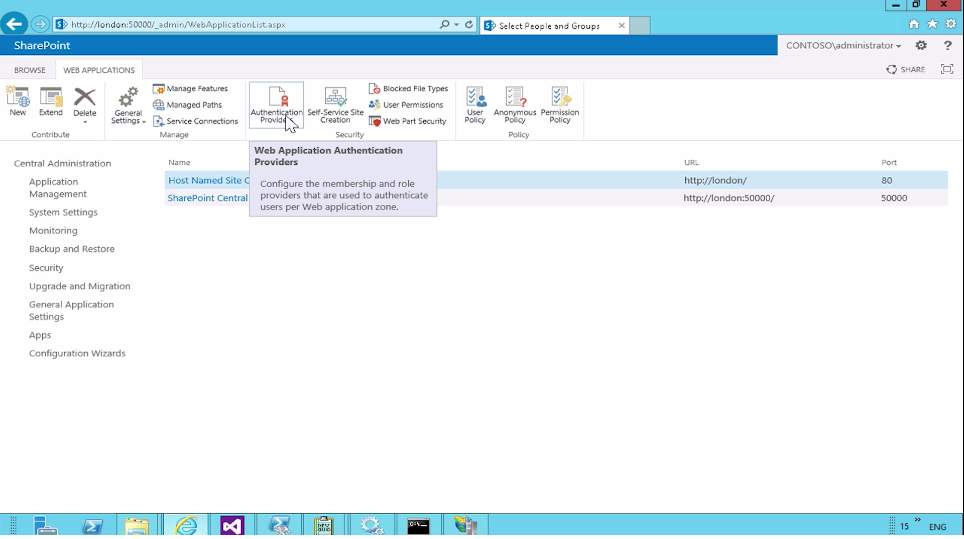 http://london:50000/_admin/WebApplicationList.aspx
Select People and Groups
SharePoint
CONTOSO\administrator
?
BROWSE
WEB APPLICATIONS
SHARE
New
Extend
Delete
Contribute
General
Settings
Manage Features
Managed Paths
Service Connections
Manage
Authentication
Self-Service Site
Creation
Blocked File Types
User Permissions
Web Part Security
Security
User
Policy
Anonymous
Policy
Permission
Policy
Policy
Web Application Authentication
Providers
Configure the membership and role
providers that are used to authenticate
users per Web application zone.
Central Administration
Application
Management
System Settings
Monitoring
Backup and Restore
Security
Upgrade and Migration
General Application
Settings
Apps
Configuration Wizards
Name
URL
Port
Host Named Site C
http://london/
80
SharePoint Central
http://london:50000/
50000
15
ENG